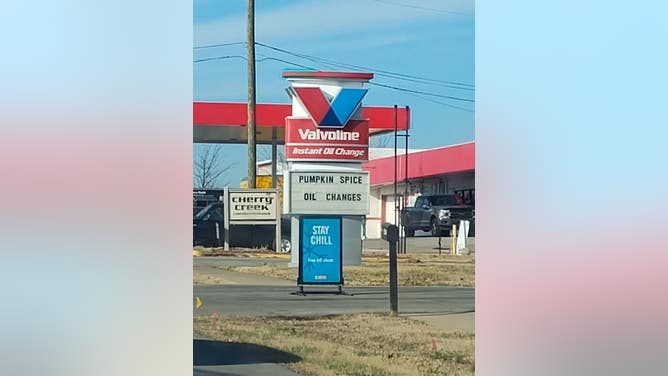 Valvoline
Instant Oil Change
PUMPKIN SPICE
OIL CHANGES
cherry
creek
STAY
CHILL